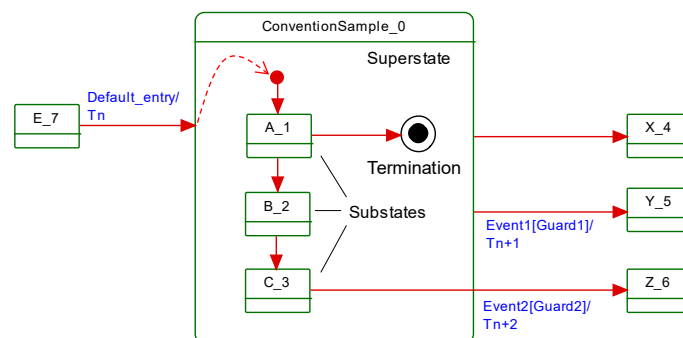 ConventionSample_0
Superstate
Default_entry/
Tn
E_7
A_1
X_4
Termination
B_2
Substates
Y_5
Event1[Guard1]/
Tn+1
C_3
Z_6
Event2[Guard2]/
Tn+2